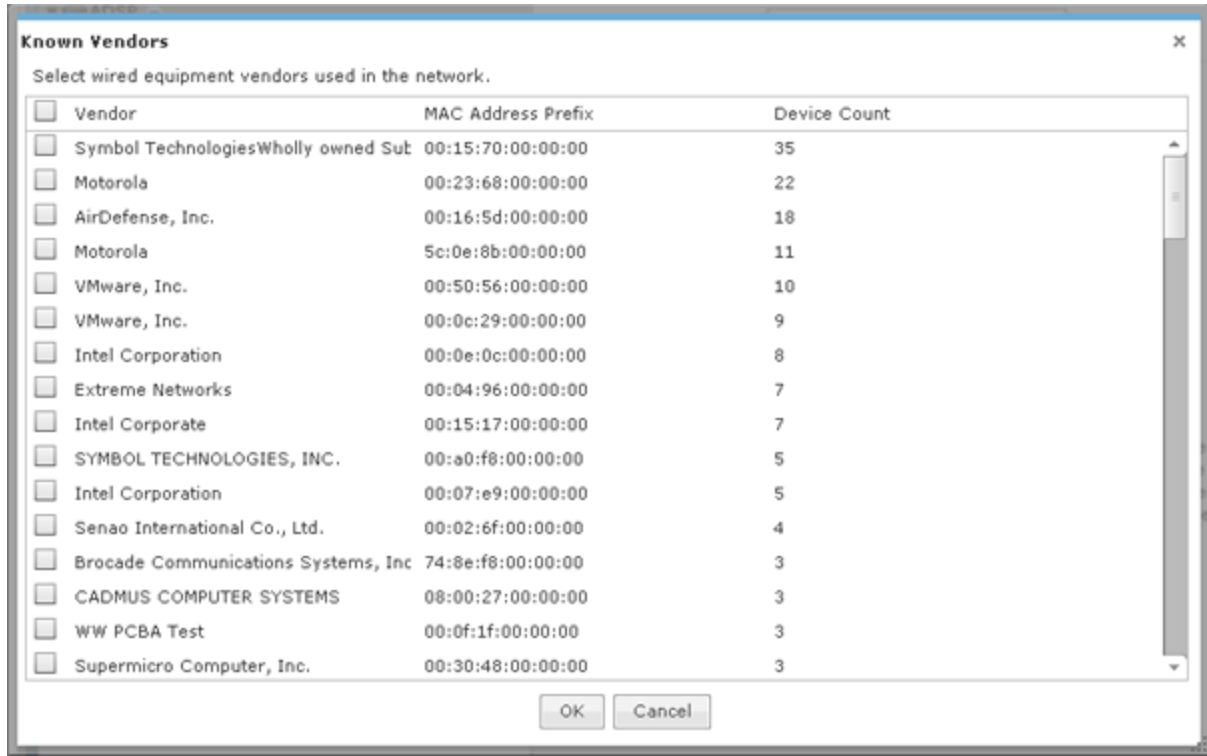 Known Vendors
Select wired equipment vendors used in the network.
Vendor MAC Address Prefix Device Count
Symbol TechnologiesWholly owned Sub 00:15:70:00:00:00 35
Motorola 00:23:68:00:00:00 22
AirDefense, Inc. 00:16:5d:00:00:00 18
Motorola 5c:0e:8b:00:00:00 11
VMware, Inc. 00:50:56:00:00:00 10
VMware, Inc. 00:0c:29:00:00:00 9
Intel Corporation 00:0e:0c:00:00:00 8
Extreme Networks 00:04:96:00:00:00 7
Intel Corporate 00:15:17:00:00:00 7
SYMBOL TECHNOLOGIES, INC. 00:a0:f8:00:00:00 5
Intel Corporation 00:07:e9:00:00:00 5
Senao International Co., Ltd. 00:02:6f:00:00:00 4
Brocade Communications Systems, Inc 74:8e:f8:00:00:00 3
CADMUS COMPUTER SYSTEMS 08:00:27:00:00:00 3
WW PCBA Test 00:0f:1f:00:00:00 3
Supermicro Computer, Inc. 00:30:48:00:00:00 3
OK Cancel